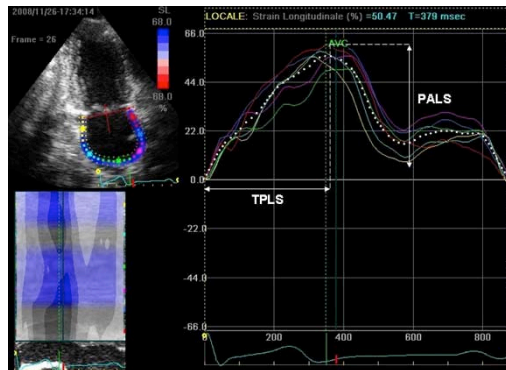 2008/11/26-17:34:14
SL
68.0
Frame = 26
-68.0
%
LOCALE: Strain Longitudinale (%) =50.47 T=379 msec
66.0
AVC
44.0
PALS
22.0
0.0
TPLS
-22.0
-44.0
-66.0
0
200
400
600
800